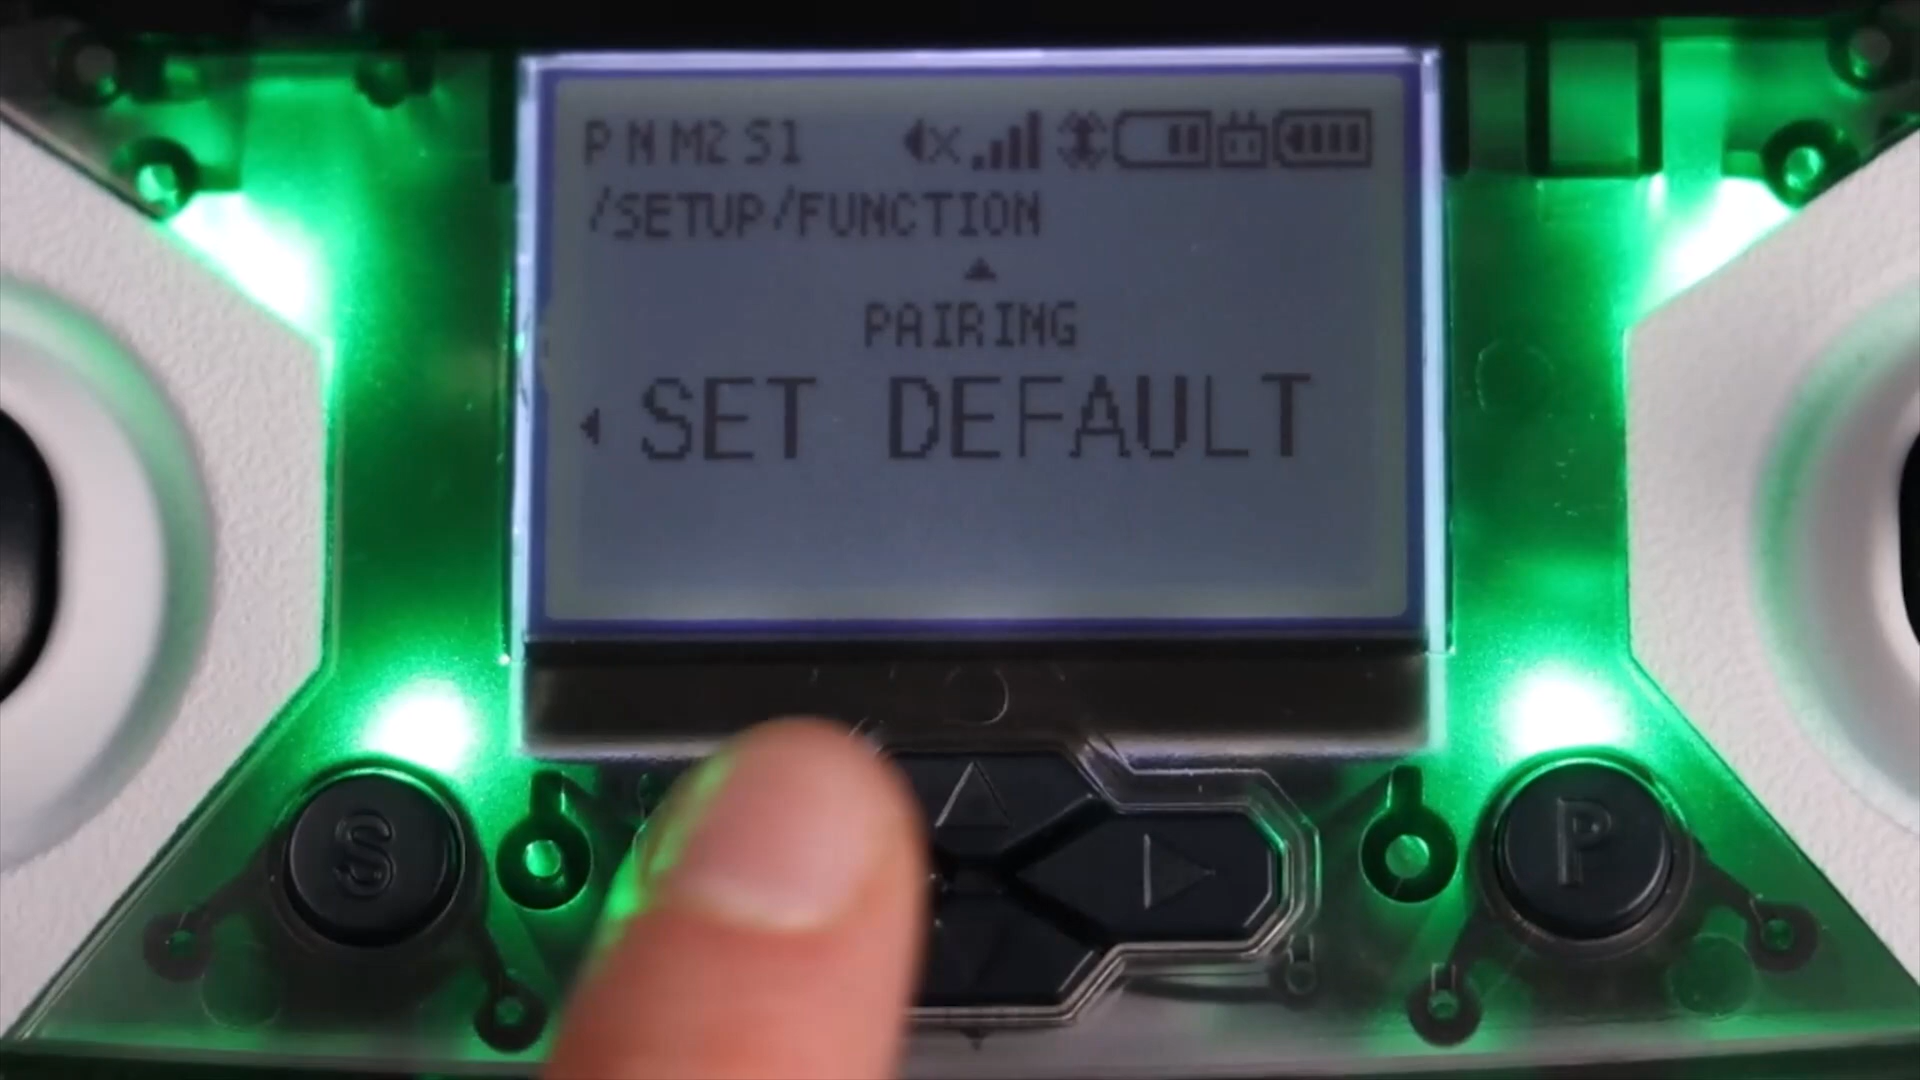 P N M2 S1
/SETUP/FUNCTION
PAIRING
SET DEFAULT
S
P